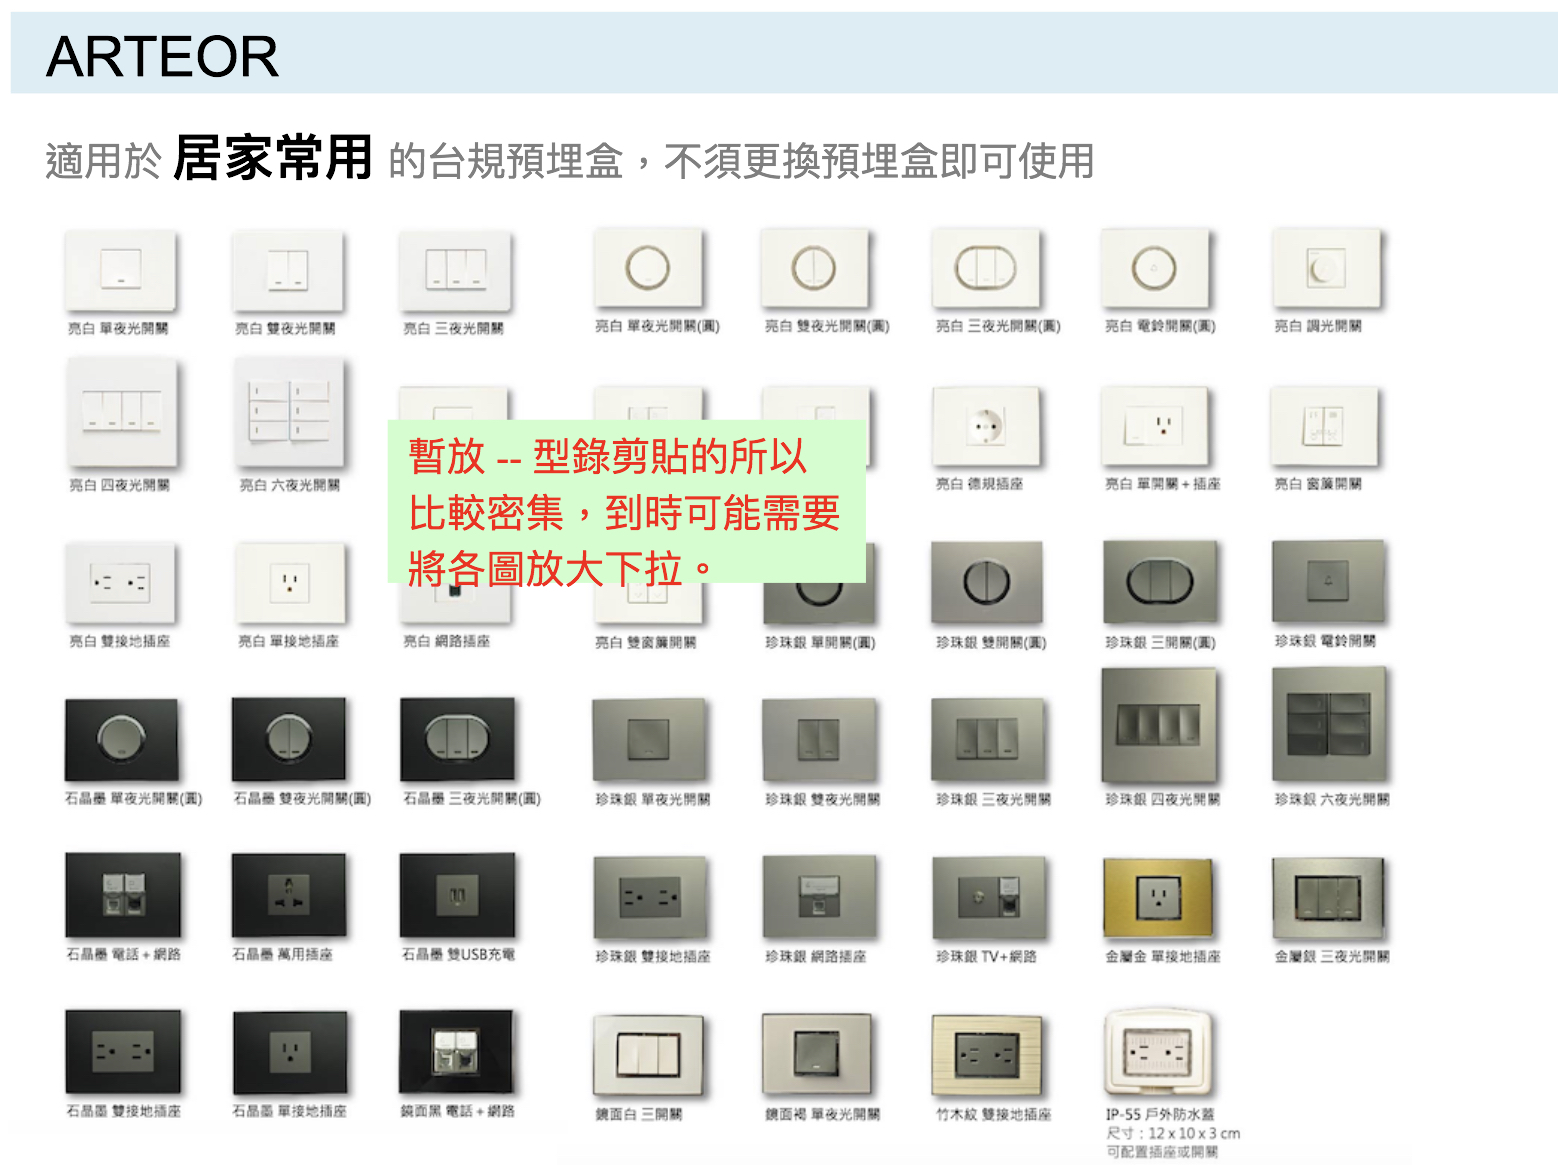 ARTEOR
適用於 居家常用 的台規預埋盒，不須更換預埋盒即可使用
亮白 單夜光開關
亮白 雙夜光開關
亮白 三夜光開關
亮白 單夜光開關(圓)
亮白 雙夜光開關(圓)
亮白 三夜光開關(圓)
亮白 電鈴開關(圓)
亮白 調光開關
亮白 四夜光開關
亮白 六夜光開關
暫放 -- 型錄剪貼的所以
比較密集，到時可能需要
將各圖放大下拉。
亮白 德規插座
亮白 單開關＋插座
亮白 窗簾開關
亮白 雙接地插座
亮白 單接地插座
亮白 網路插座
亮白 雙窗簾開關
珍珠銀 單開關(圓)
珍珠銀 雙開關(圓)
珍珠銀 三開關(圓)
珍珠銀 電鈴開關
石晶墨 單夜光開關(圓)
石晶墨 雙夜光開關(圓)
石晶墨 三夜光開關(圓)
珍珠銀 單夜光開關
珍珠銀 雙夜光開關
珍珠銀 三夜光開關
珍珠銀 四夜光開關
珍珠銀 六夜光開關
石晶墨 電話＋網路
石晶墨 萬用插座
石晶墨 雙USB充電
珍珠銀 雙接地插座
珍珠銀 網路插座
珍珠銀 TV+網路
金屬金 單接地插座
金屬銀 三夜光開關
石晶墨 雙接地插座
石晶墨 單接地插座
鏡面黑 電話＋網路
鏡面白 三開關
鏡面褐 單夜光開關
竹木紋 雙接地插座
IP-55 戶外防水蓋
尺寸：12 x 10 x 3 cm
可配置插座或開關